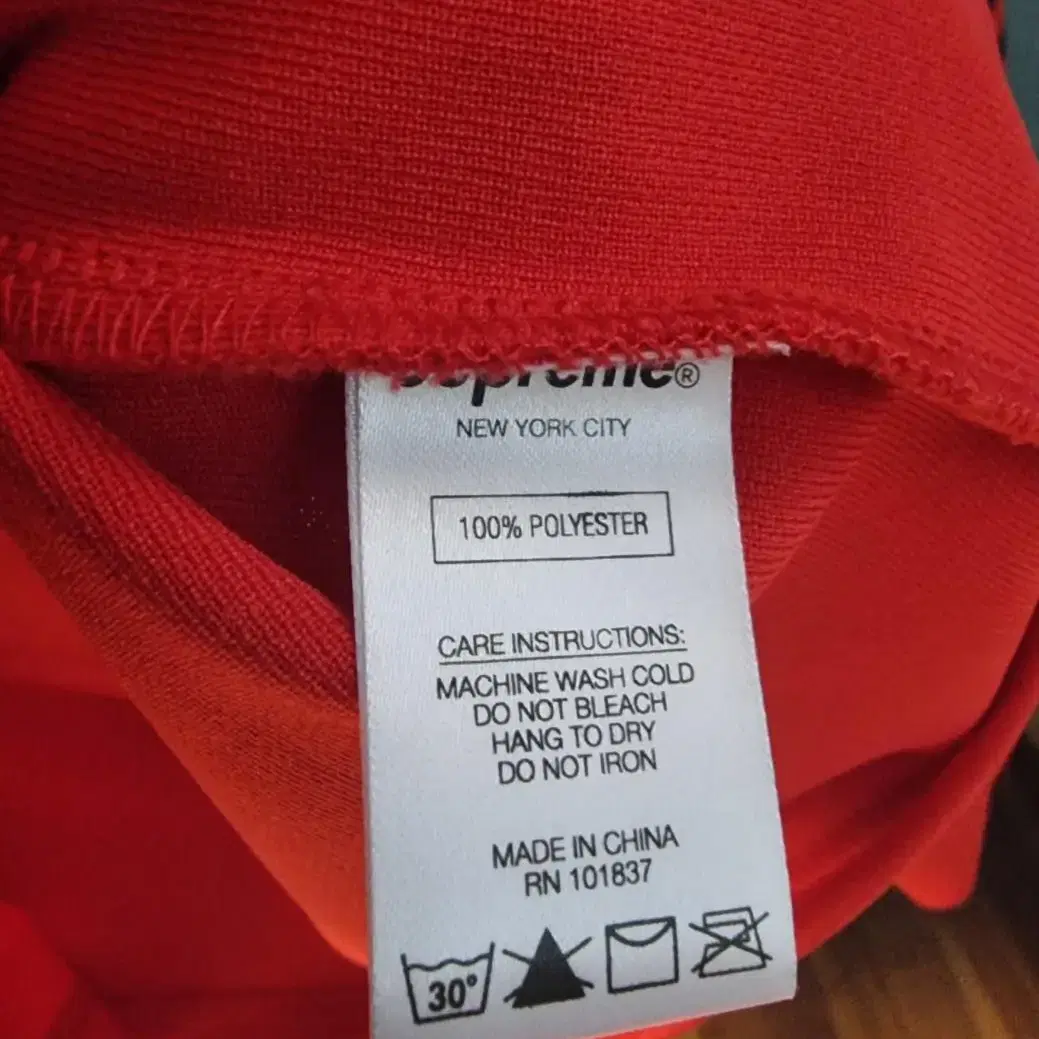 Supreme®
NEW YORK CITY
100% POLYESTER
CARE INSTRUCTIONS:
MACHINE WASH COLD
DO NOT BLEACH
HANG TO DRY
DO NOT IRON
MADE IN CHINA
RN 101837
30°